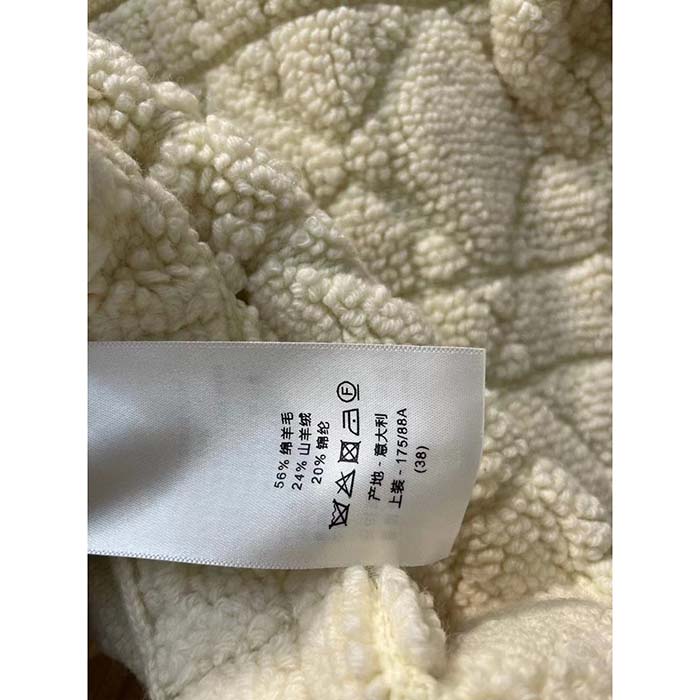 56% 绵羊毛
24% 山羊绒
20% 锦纶
F
产地 - 意大利
上装 - 175/88A
(38)